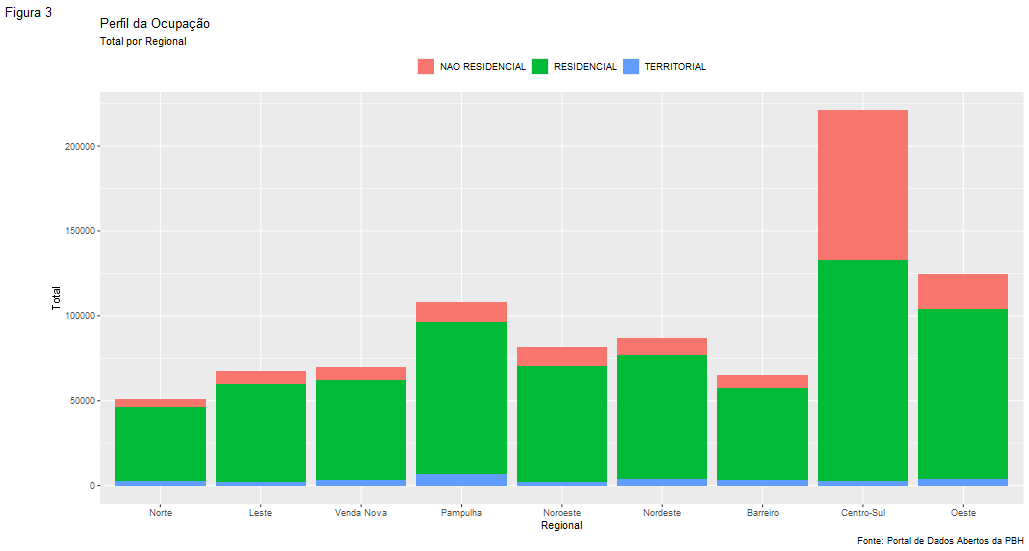 Figura 3
Perfil da Ocupação
Total por Regional
NAO RESIDENCIAL RESIDENCIAL TERRITORIAL
Total
200000
150000
100000
50000
0
Norte Leste Venda Nova Pampulha Noroeste Nordeste Barreiro Centro-Sul Oeste
Regional
Fonte: Portal de Dados Abertos da PBH